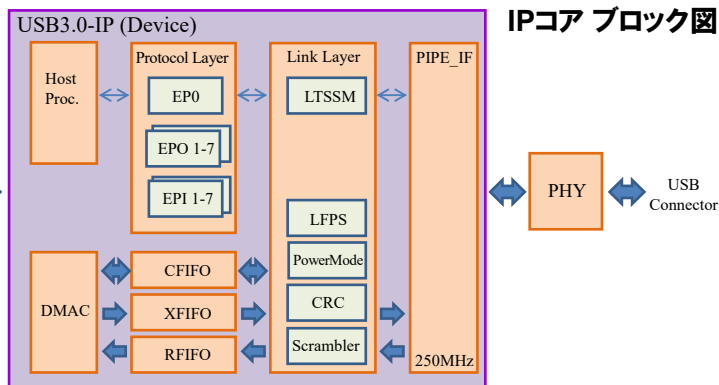 USB3.0-IP (Device)
IPコア ブロック図
Host
Proc.
Protocol Layer
EP0
EPO 1-7
EPI 1-7
Link Layer
LTSSM
LFPS
PowerMode
CRC
Scrambler
PIPE_IF
250MHz
DMAC
CFIFO
XFIFO
RFIFO
PHY
USB
Connector